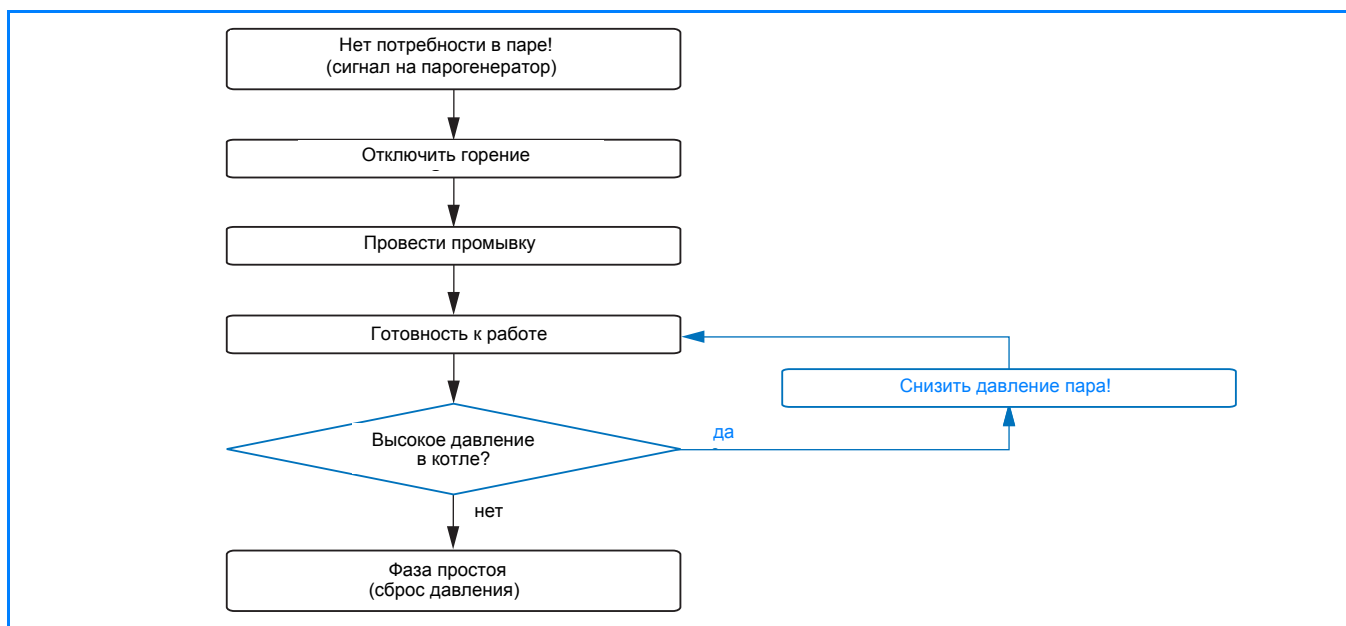 Нет потребности в паре!
(сигнал на парогенератор)
Отключить горение
Провести промывку
Готовность к работе
Снизить давление пара!
Высокое давление
в котле?
да
нет
Фаза простоя
(сброс давления)